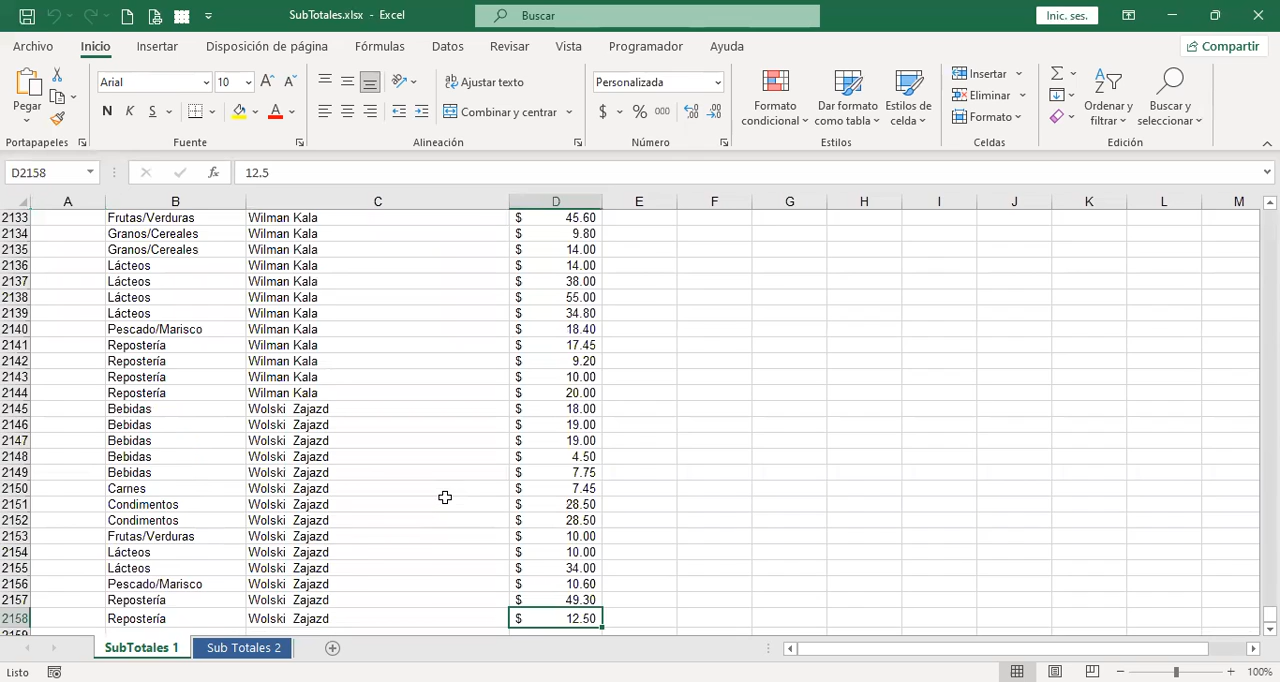 SubTotales.xlsx - Excel
Buscar
Inic. ses.
Archivo Inicio Insertar Disposición de página Fórmulas Datos Revisar Vista Programador Ayuda
Compartir
Pegar
Arial 10
N K S
Ajustar texto
Combinar y centrar
Personalizada
$ % 000
Formato condicional
Dar formato como tabla
Estilos de celda
Insertar
Eliminar
Formato
Ordenar y filtrar
Buscar y seleccionar
Portapapeles Fuente Alineación Número Estilos Celdas Edición
D2158 fx 12.5
A B C D E F G H I J K L M
2133 Frutas/Verduras Wilman Kala $ 45.60
2134 Granos/Cereales Wilman Kala $ 9.80
2135 Granos/Cereales Wilman Kala $ 14.00
2136 Lácteos Wilman Kala $ 14.00
2137 Lácteos Wilman Kala $ 38.00
2138 Lácteos Wilman Kala $ 55.00
2139 Lácteos Wilman Kala $ 34.80
2140 Pescado/Marisco Wilman Kala $ 18.40
2141 Repostería Wilman Kala $ 17.45
2142 Repostería Wilman Kala $ 9.20
2143 Repostería Wilman Kala $ 10.00
2144 Repostería Wilman Kala $ 20.00
2145 Bebidas Wolski Zajazd $ 18.00
2146 Bebidas Wolski Zajazd $ 19.00
2147 Bebidas Wolski Zajazd $ 19.00
2148 Bebidas Wolski Zajazd $ 4.50
2149 Bebidas Wolski Zajazd $ 7.75
2150 Carnes Wolski Zajazd $ 7.45
2151 Condimentos Wolski Zajazd $ 28.50
2152 Condimentos Wolski Zajazd $ 28.50
2153 Frutas/Verduras Wolski Zajazd $ 10.00
2154 Lácteos Wolski Zajazd $ 10.00
2155 Lácteos Wolski Zajazd $ 34.00
2156 Pescado/Marisco Wolski Zajazd $ 10.60
2157 Repostería Wolski Zajazd $ 49.30
2158 Repostería Wolski Zajazd $ 12.50
2159
SubTotales 1 Sub Totales 2
Listo
100%